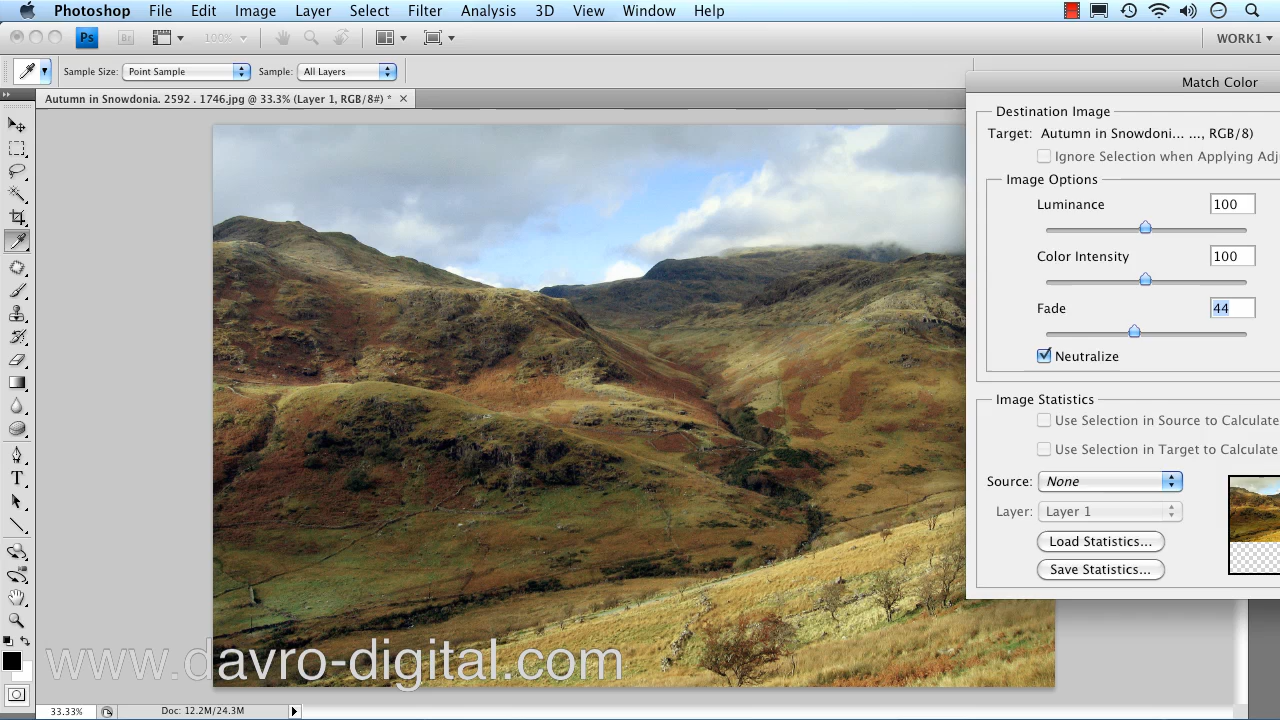 Photoshop File Edit Image Layer Select Filter Analysis 3D View Window Help
Ps Br 100% WORK1
Sample Size: Point Sample Sample: All Layers
Autumn in Snowdonia. 2592 . 1746.jpg @ 33.3% (Layer 1, RGB/8#) *
Match Color
Destination Image
Target: Autumn in Snowdoni... ..., RGB/8)
Ignore Selection when Applying Adj
Image Options
Luminance 100
Color Intensity 100
Fade 44
Neutralize
Image Statistics
Use Selection in Source to Calculate
Use Selection in Target to Calculate
Source: None
Layer: Layer 1
Load Statistics...
Save Statistics...
T
www.davro-digital.com
33.33% Doc: 12.2M/24.3M